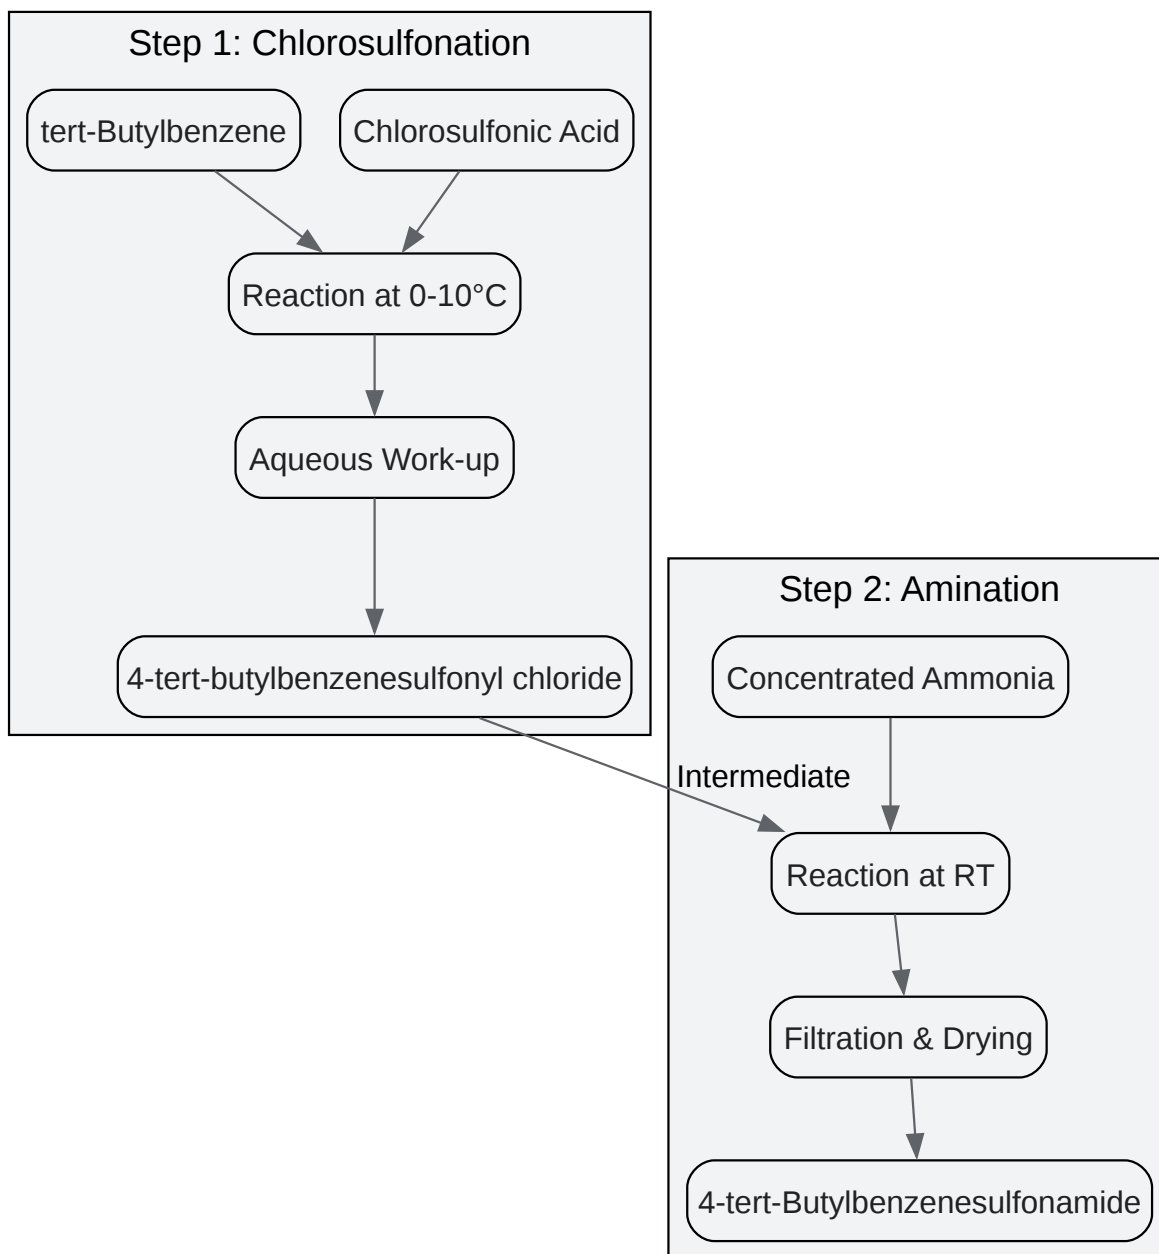 Step 1: Chlorosulfonation
tert-Butylbenzene
Chlorosulfonic Acid
Reaction at 0-10°C
Aqueous Work-up
4-tert-butylbenzenesulfonyl chloride
Step 2: Amination
Concentrated Ammonia
Intermediate
Reaction at RT
Filtration & Drying
4-tert-Butylbenzenesulfonamide